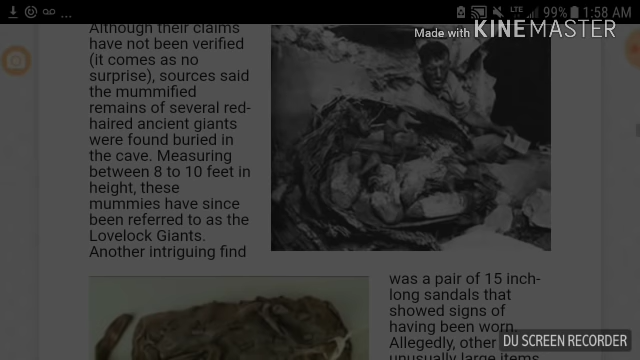 LTE 99% 1:58 AM
Made with KINEMASTER
Although their claims
have not been verified
(it comes as no
surprise), sources said
the mummified
remains of several red-
haired ancient giants
were found buried in
the cave. Measuring
between 8 to 10 feet in
height, these
mummies have since
been referred to as the
Lovelock Giants.
Another intriguing find
was a pair of 15 inch-
long sandals that
showed signs of
having been worn.
Allegedly, other
unusually large items
DU SCREEN RECORDER